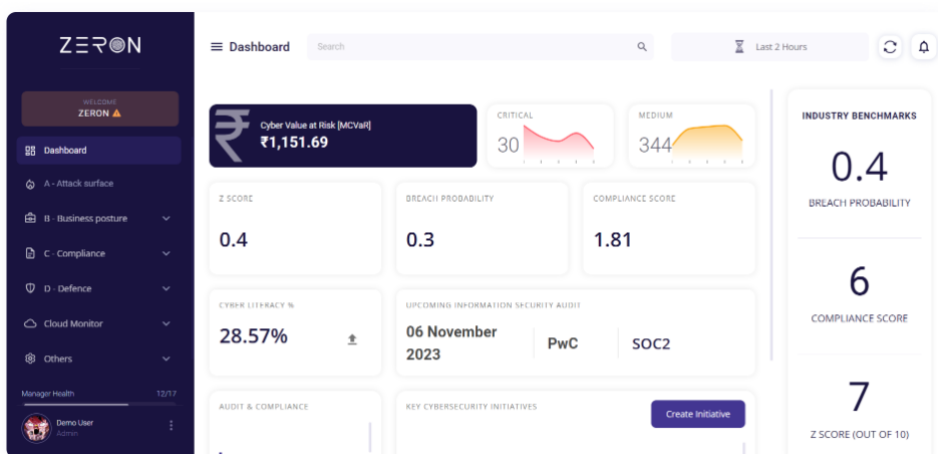 ZERON
WELCOME
ZERON
Dashboard
A - Attack surface
B - Business posture
C - Compliance
D - Defence
Cloud Monitor
Others
Manager Health 12/17
Demo User
Admin
Dashboard
Search
Last 2 Hours
Cyber Value at Risk [MCVaR]
₹1,151.69
CRITICAL
30
MEDIUM
344
Z SCORE
0.4
BREACH PROBABILITY
0.3
COMPLIANCE SCORE
1.81
CYBER LITERACY %
28.57%
UPCOMING INFORMATION SECURITY AUDIT
06 November
2023
PwC
SOC2
AUDIT & COMPLIANCE
KEY CYBERSECURITY INITIATIVES
Create Initiative
INDUSTRY BENCHMARKS
0.4
BREACH PROBABILITY
6
COMPLIANCE SCORE
7
Z SCORE (OUT OF 10)